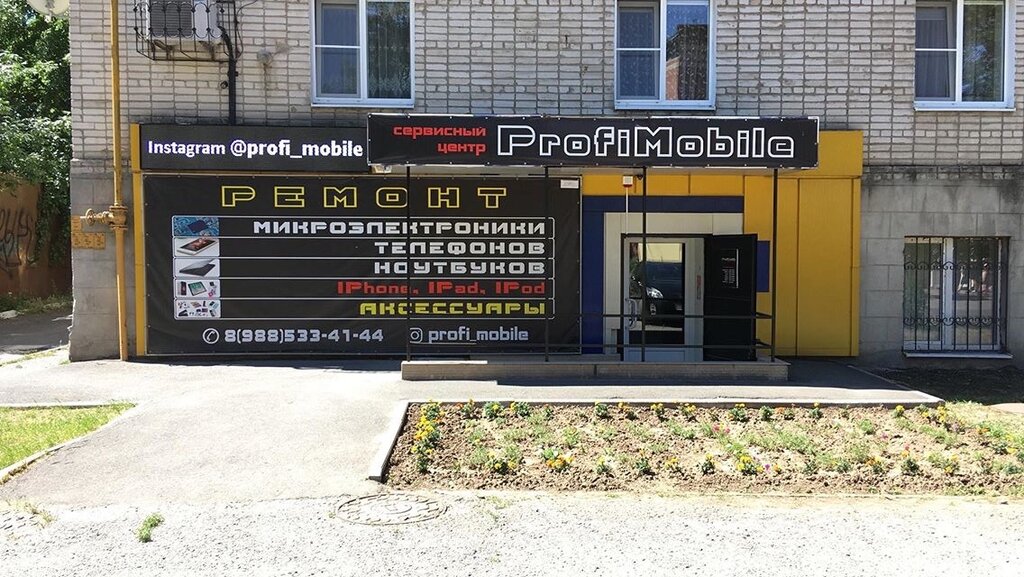 Instagram @profi_mobile
сервисный
центр
ProfiMobile
РЕМОНТ
МИКРОЭЛЕКТРОНИКИ
ТЕЛЕФОНОВ
НОУТБУКОВ
IPhone, IPad, IPod
АКСЕССУАРЫ
8(988)533-41-44
profi_mobile